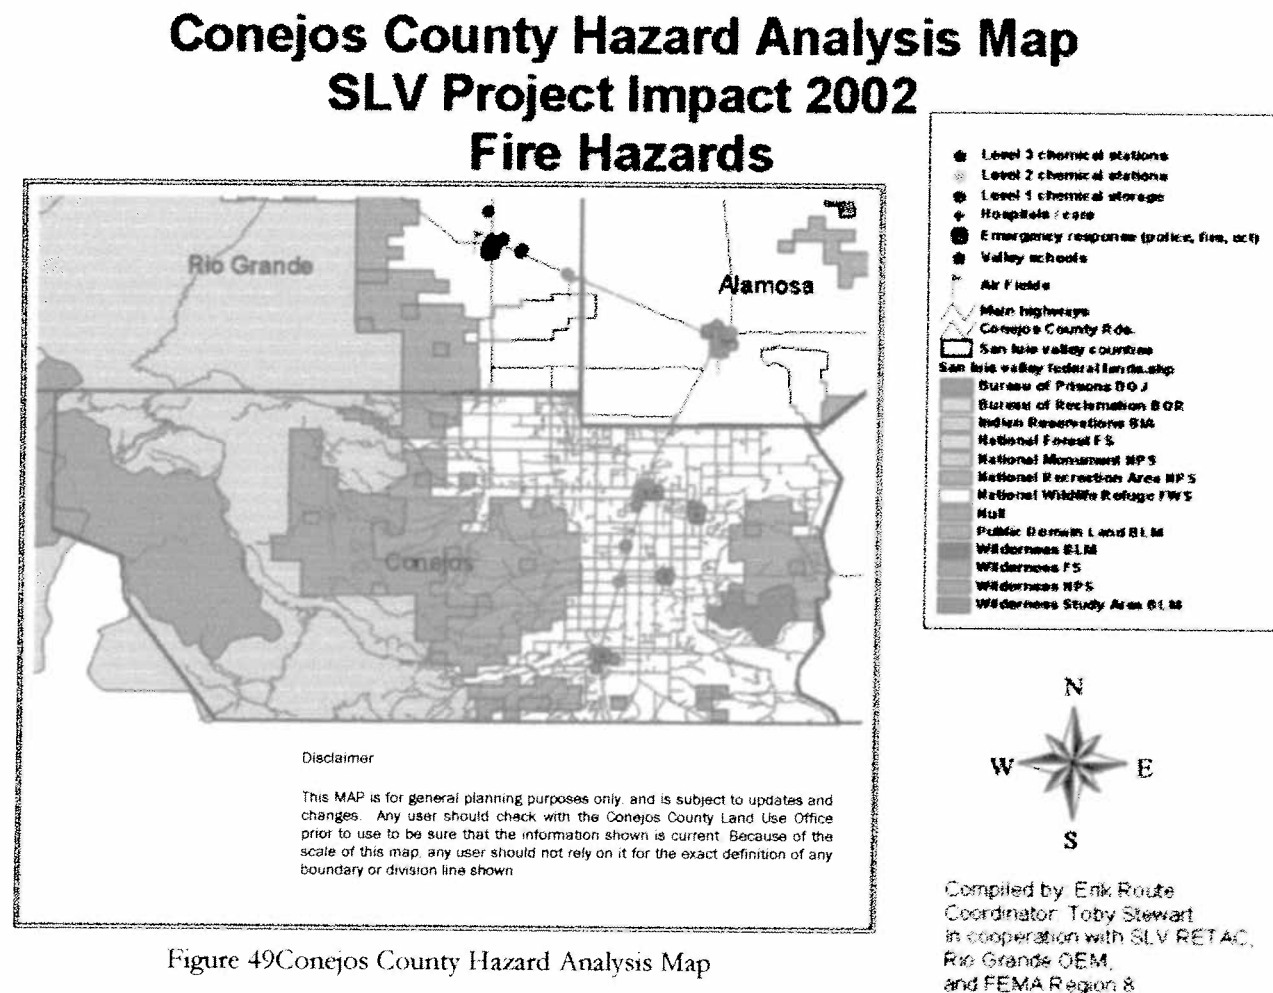 Conejos County Hazard Analysis Map
SLV Project Impact 2002
Fire Hazards
Rio Grande
Alamosa
Conejos
Level 3 chemical stations
Level 2 chemical stations
Level 1 chemical storage
Hospitals / care
Emergency response (police, fire, ect)
Valley schools
Air Fields
Main highways
Conejos County Rds.
San luis valley counties
San luis valley federal lands.shp
Bureau of Prisons DOJ
Bureau of Reclamation BOR
Indian Reservations BIA
National Forest FS
National Monument NPS
National Recreation Area NPS
National Wildlife Refuge FWS
Null
Public Domain Land BLM
Wilderness BLM
Wilderness FS
Wilderness NPS
Wilderness Study Area BLM
N
W E
S
Disclaimer
This MAP is for general planning purposes only, and is subject to updates and
changes. Any user should check with the Conejos County Land Use Office
prior to use to be sure that the information shown is current. Because of the
scale of this map, any user should not rely on it for the exact definition of any
boundary or division line shown
Compiled by: Erik Route
Coordinator: Toby Stewart
in cooperation with SLV RETAC,
Rio Grande OEM,
and FEMA Region 8
Figure 49Conejos County Hazard Analysis Map